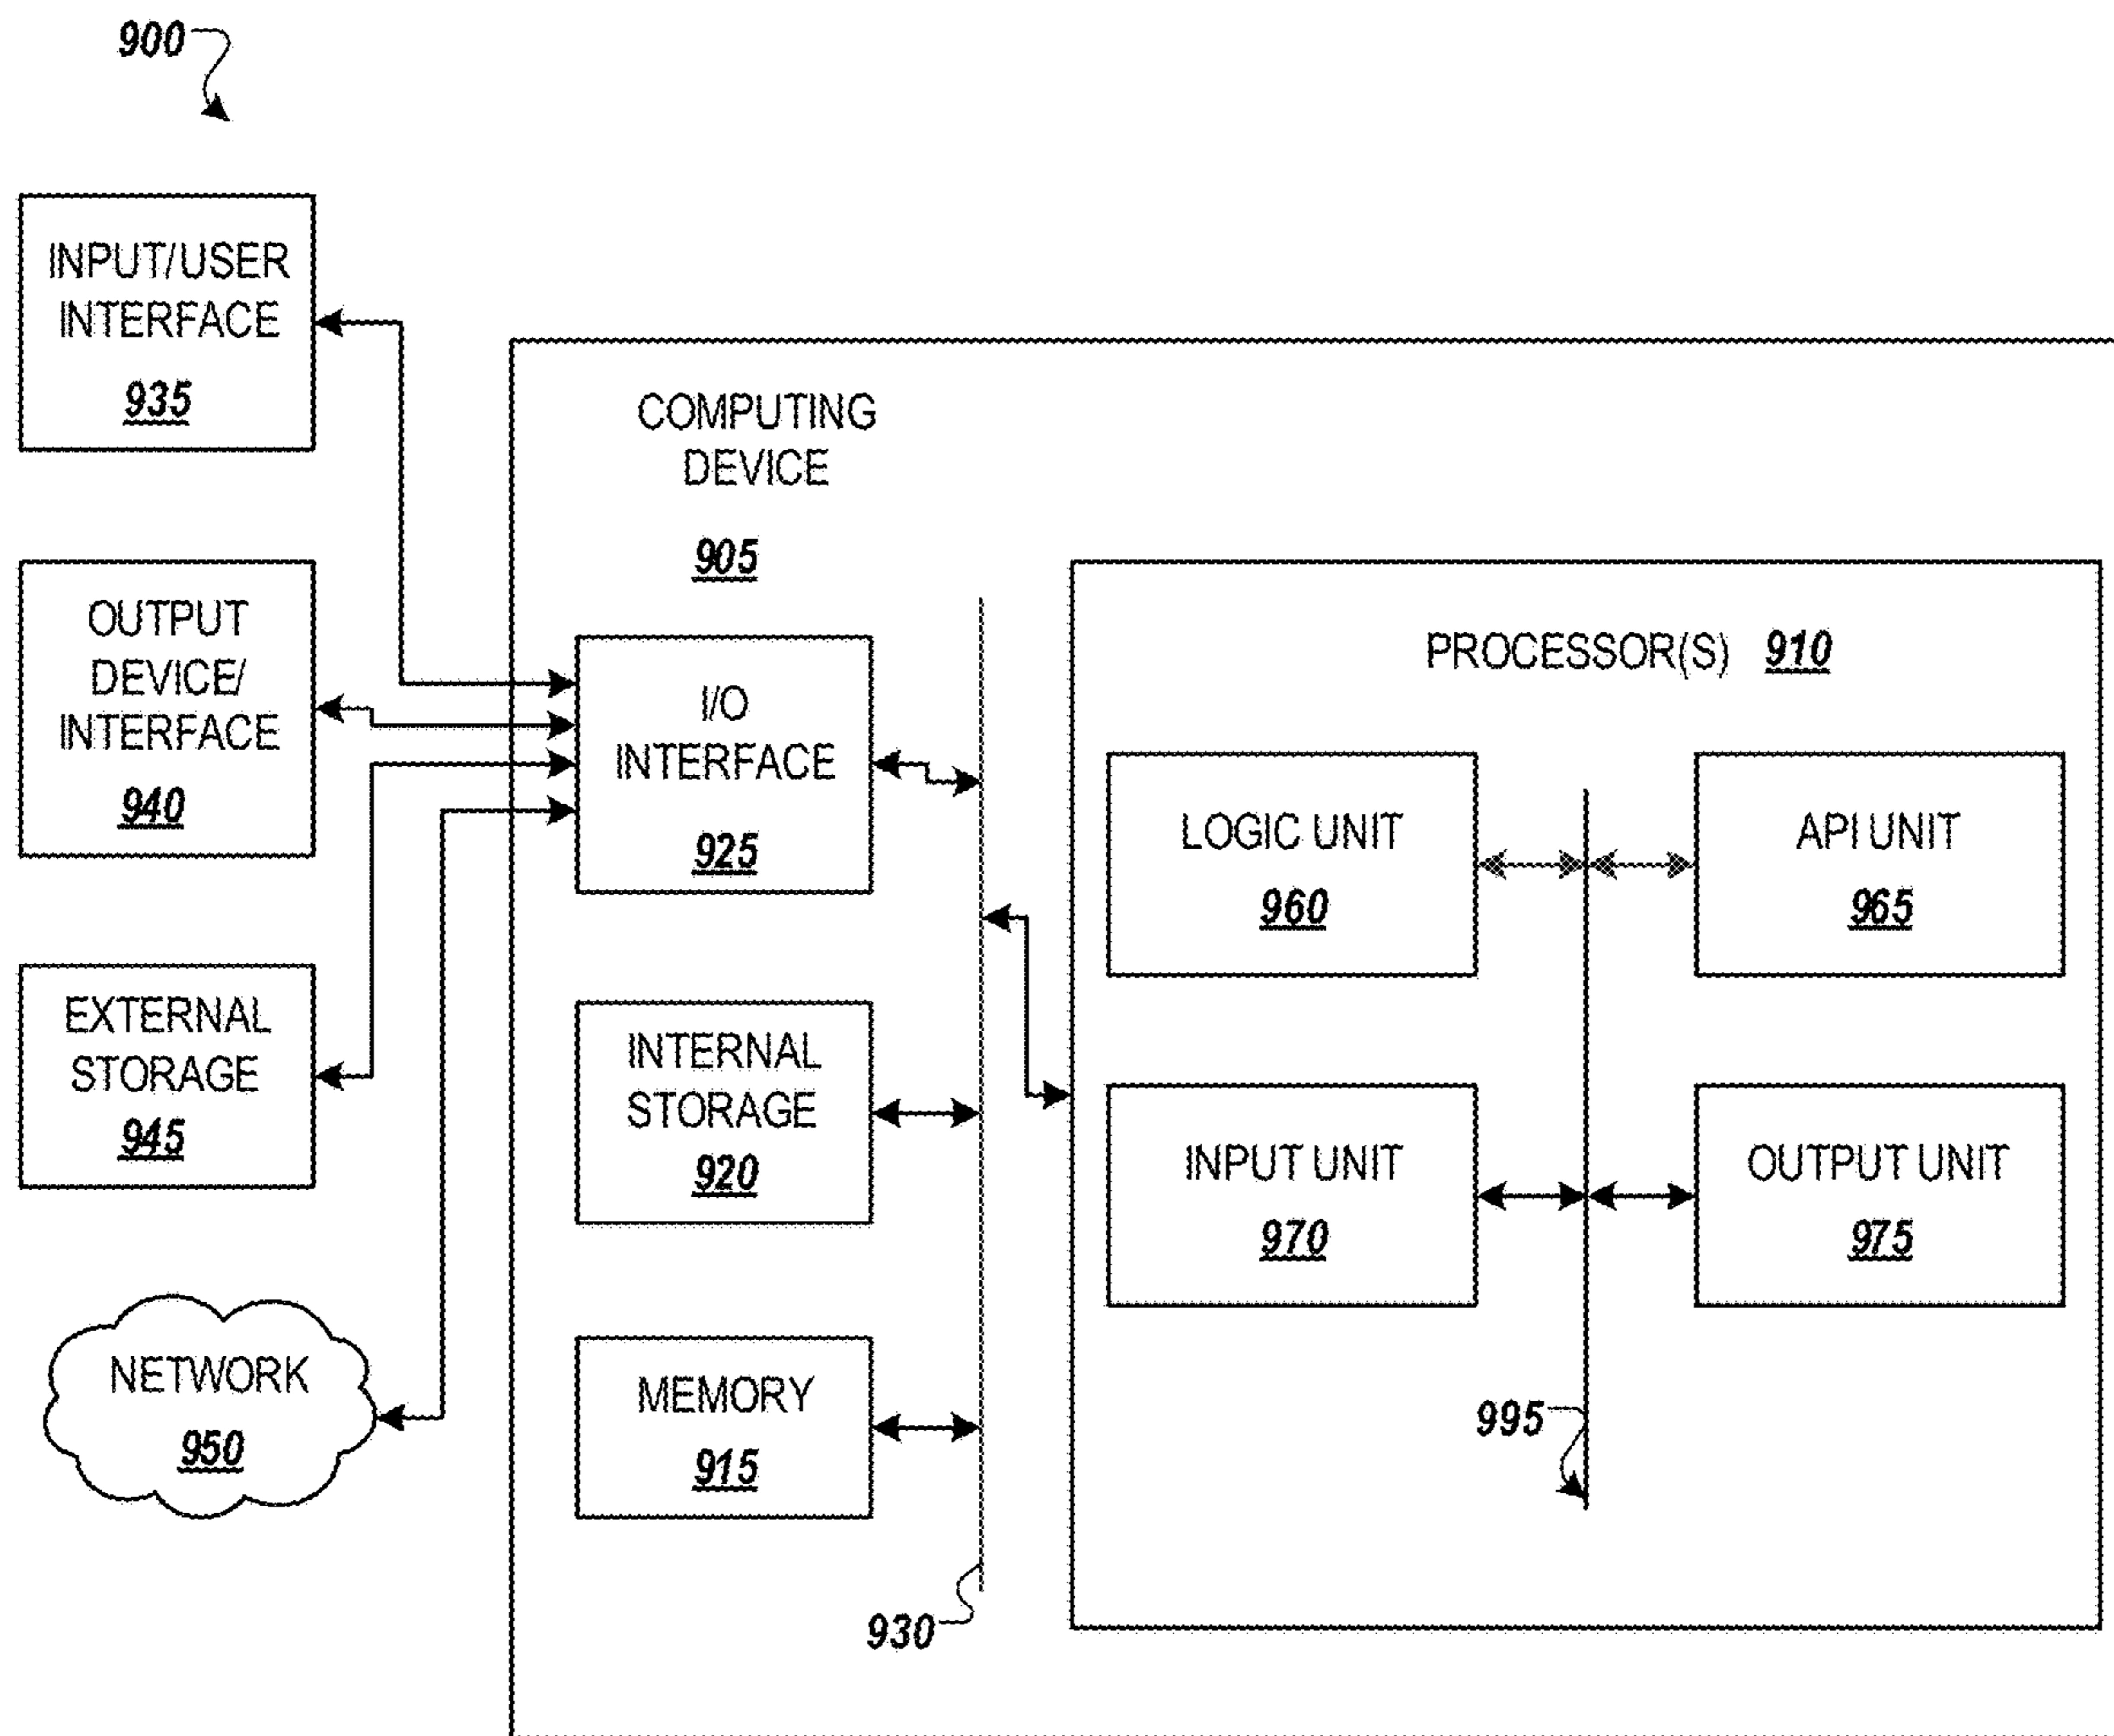 900
INPUT/USER
INTERFACE
935
OUTPUT
DEVICE/
INTERFACE
940
EXTERNAL
STORAGE
945
NETWORK
950
COMPUTING
DEVICE
905
I/O
INTERFACE
925
INTERNAL
STORAGE
920
MEMORY
915
930
PROCESSOR(S) 910
LOGIC UNIT
960
API UNIT
965
INPUT UNIT
970
OUTPUT UNIT
975
995